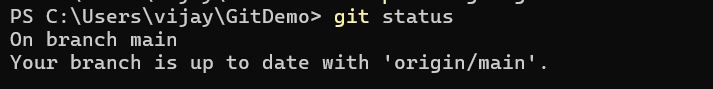 PS C:\Users\vijay\GitDemo> git status
On branch main
Your branch is up to date with 'origin/main'.